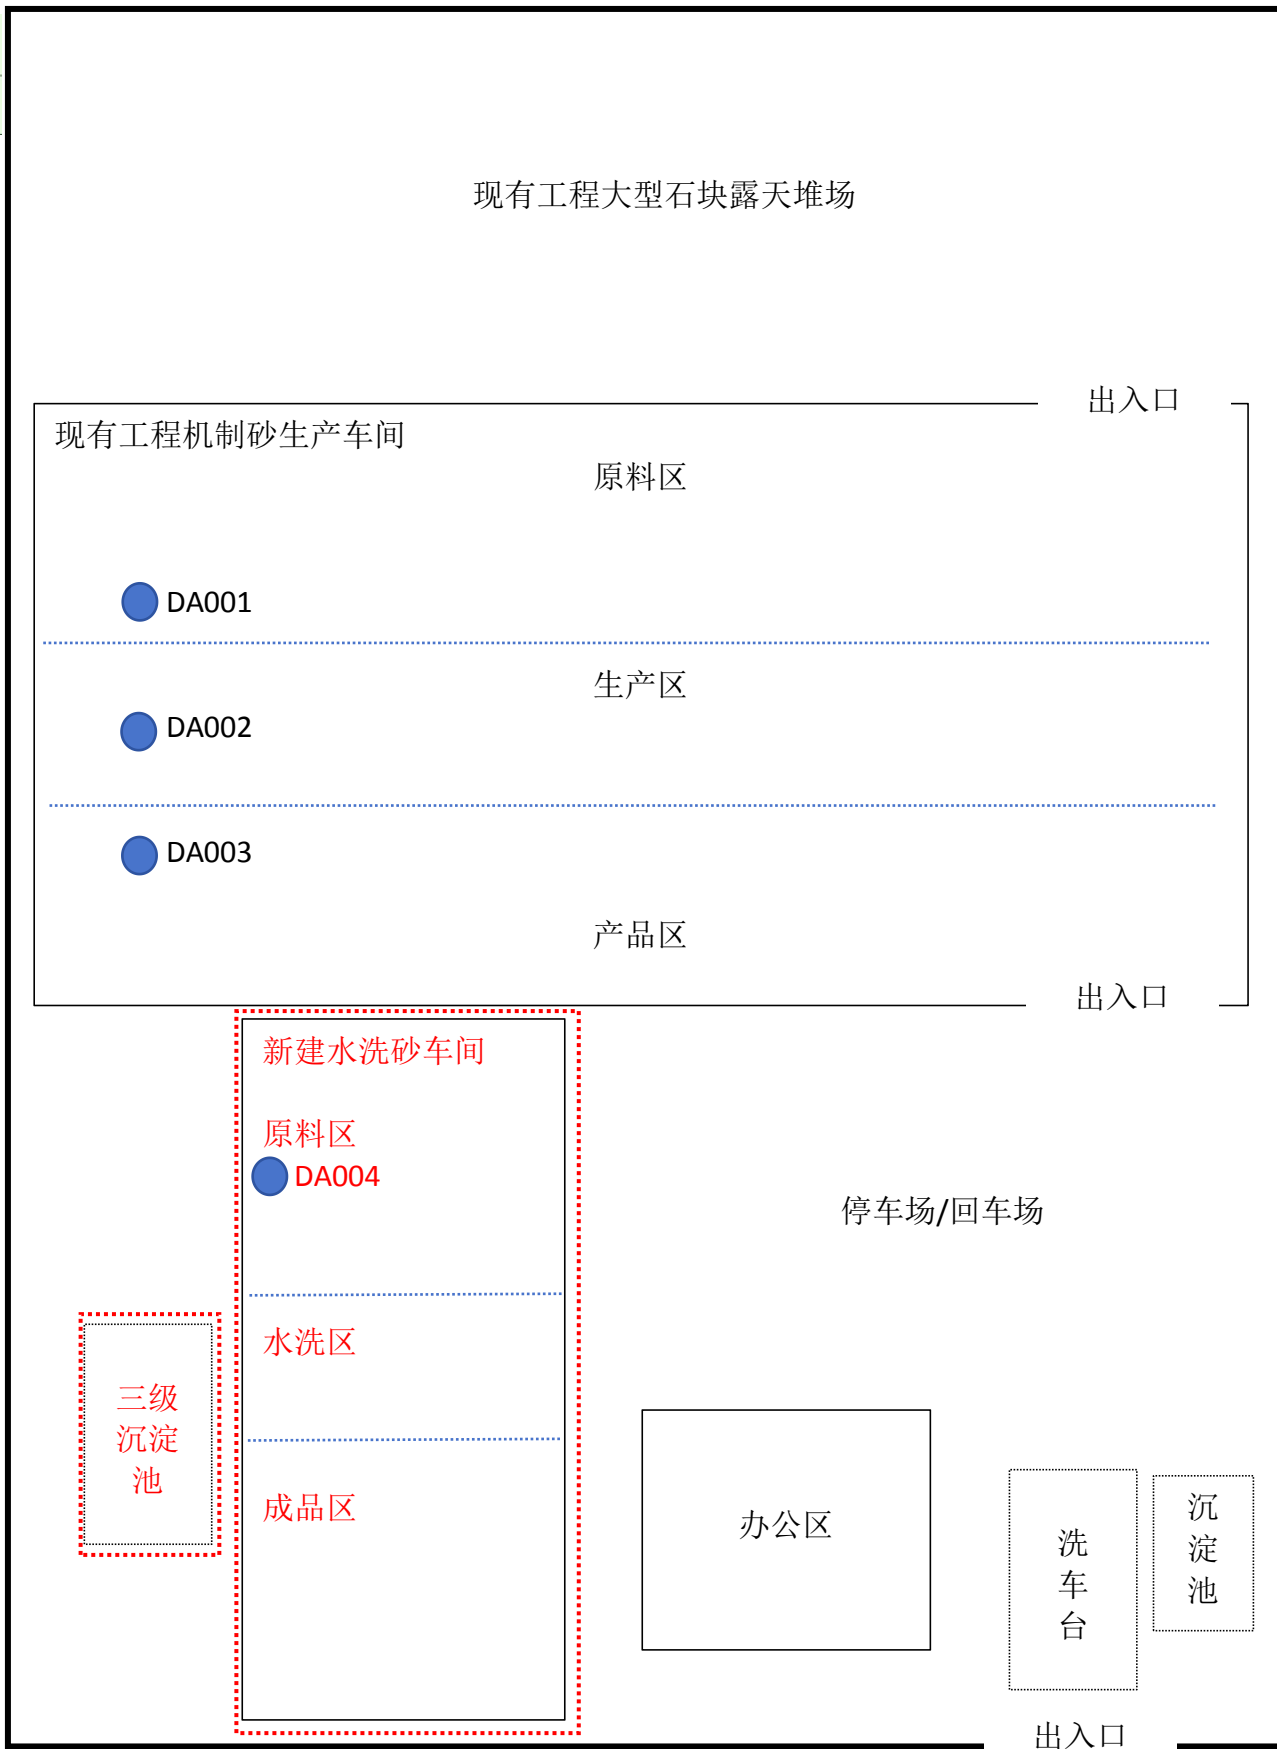 现有工程大型石块露天堆场
出入口
现有工程机制砂生产车间
原料区
DA001
生产区
DA002
DA003
产品区
出入口
新建水洗砂车间
原料区
DA004
停车场/回车场
水洗区
三级
沉淀
池
成品区
办公区
洗
车
台
沉
淀
池
出入口